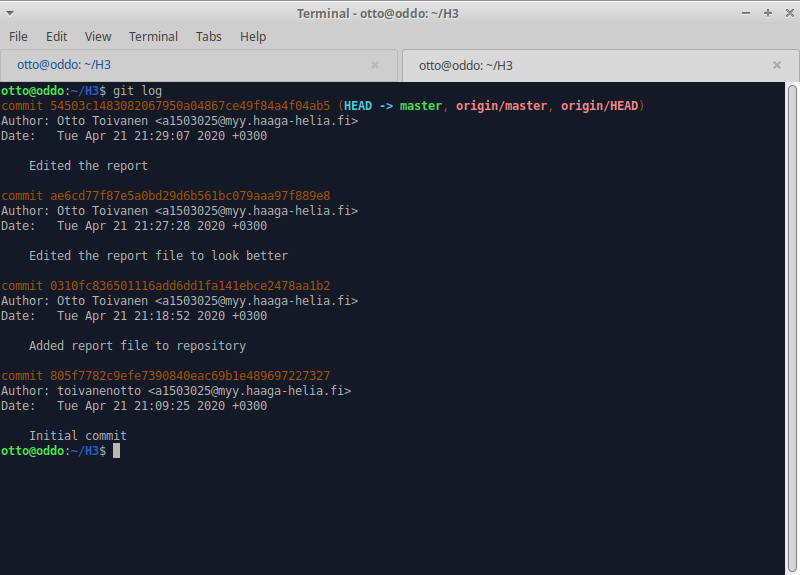 Terminal - otto@oddo: ~/H3
File Edit View Terminal Tabs Help
otto@oddo: ~/H3 otto@oddo: ~/H3
otto@oddo:~/H3$ git log
commit 54503c1483082067950a04867ce49f84a4f04ab5 (HEAD -> master, origin/master, origin/HEAD)
Author: Otto Toivanen <a1503025@myy.haaga-helia.fi>
Date:   Tue Apr 21 21:29:07 2020 +0300
    Edited the report
commit ae6cd77f87e5a0bd29d6b561bc079aaa97f889e8
Author: Otto Toivanen <a1503025@myy.haaga-helia.fi>
Date:   Tue Apr 21 21:27:28 2020 +0300
    Edited the report file to look better
commit 0310fc836501116add6dd1fa141ebce2478aa1b2
Author: Otto Toivanen <a1503025@myy.haaga-helia.fi>
Date:   Tue Apr 21 21:18:52 2020 +0300
    Added report file to repository
commit 805f7782c9efe7390840eac69b1e489697227327
Author: toivanenotto <a1503025@myy.haaga-helia.fi>
Date:   Tue Apr 21 21:09:25 2020 +0300
    Initial commit
otto@oddo:~/H3$